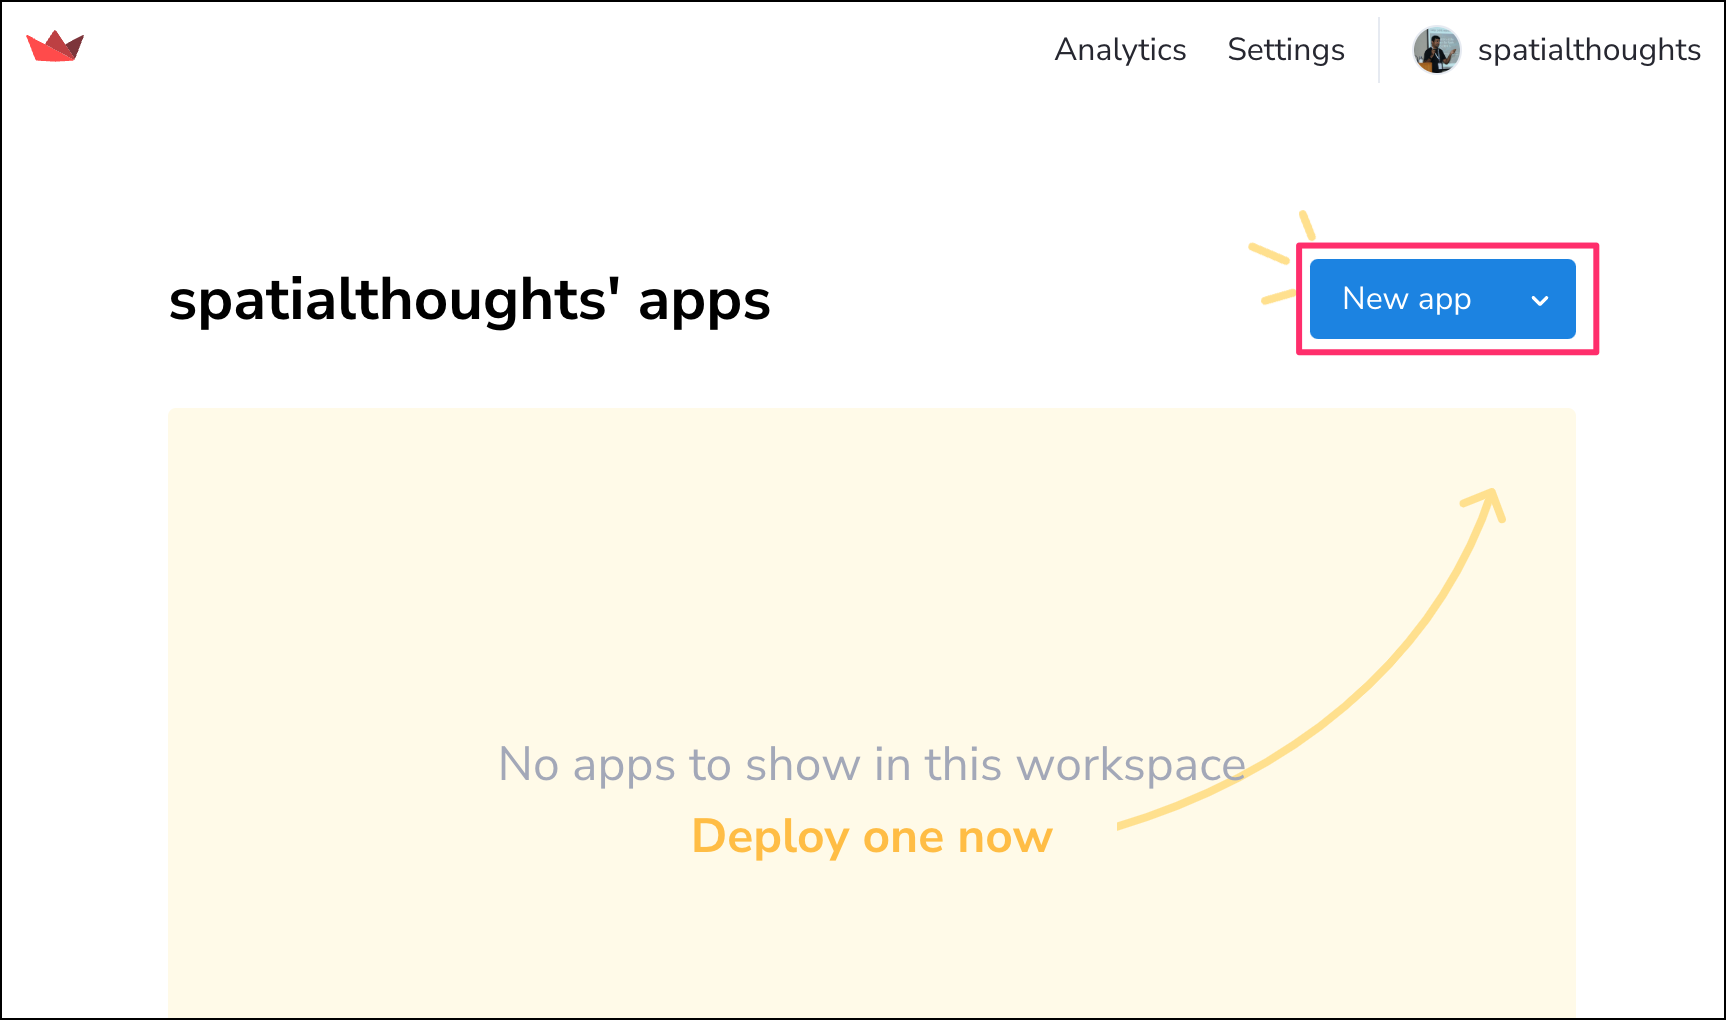 Analytics Settings spatialthoughts
spatialthoughts' apps
New app
No apps to show in this workspace
Deploy one now